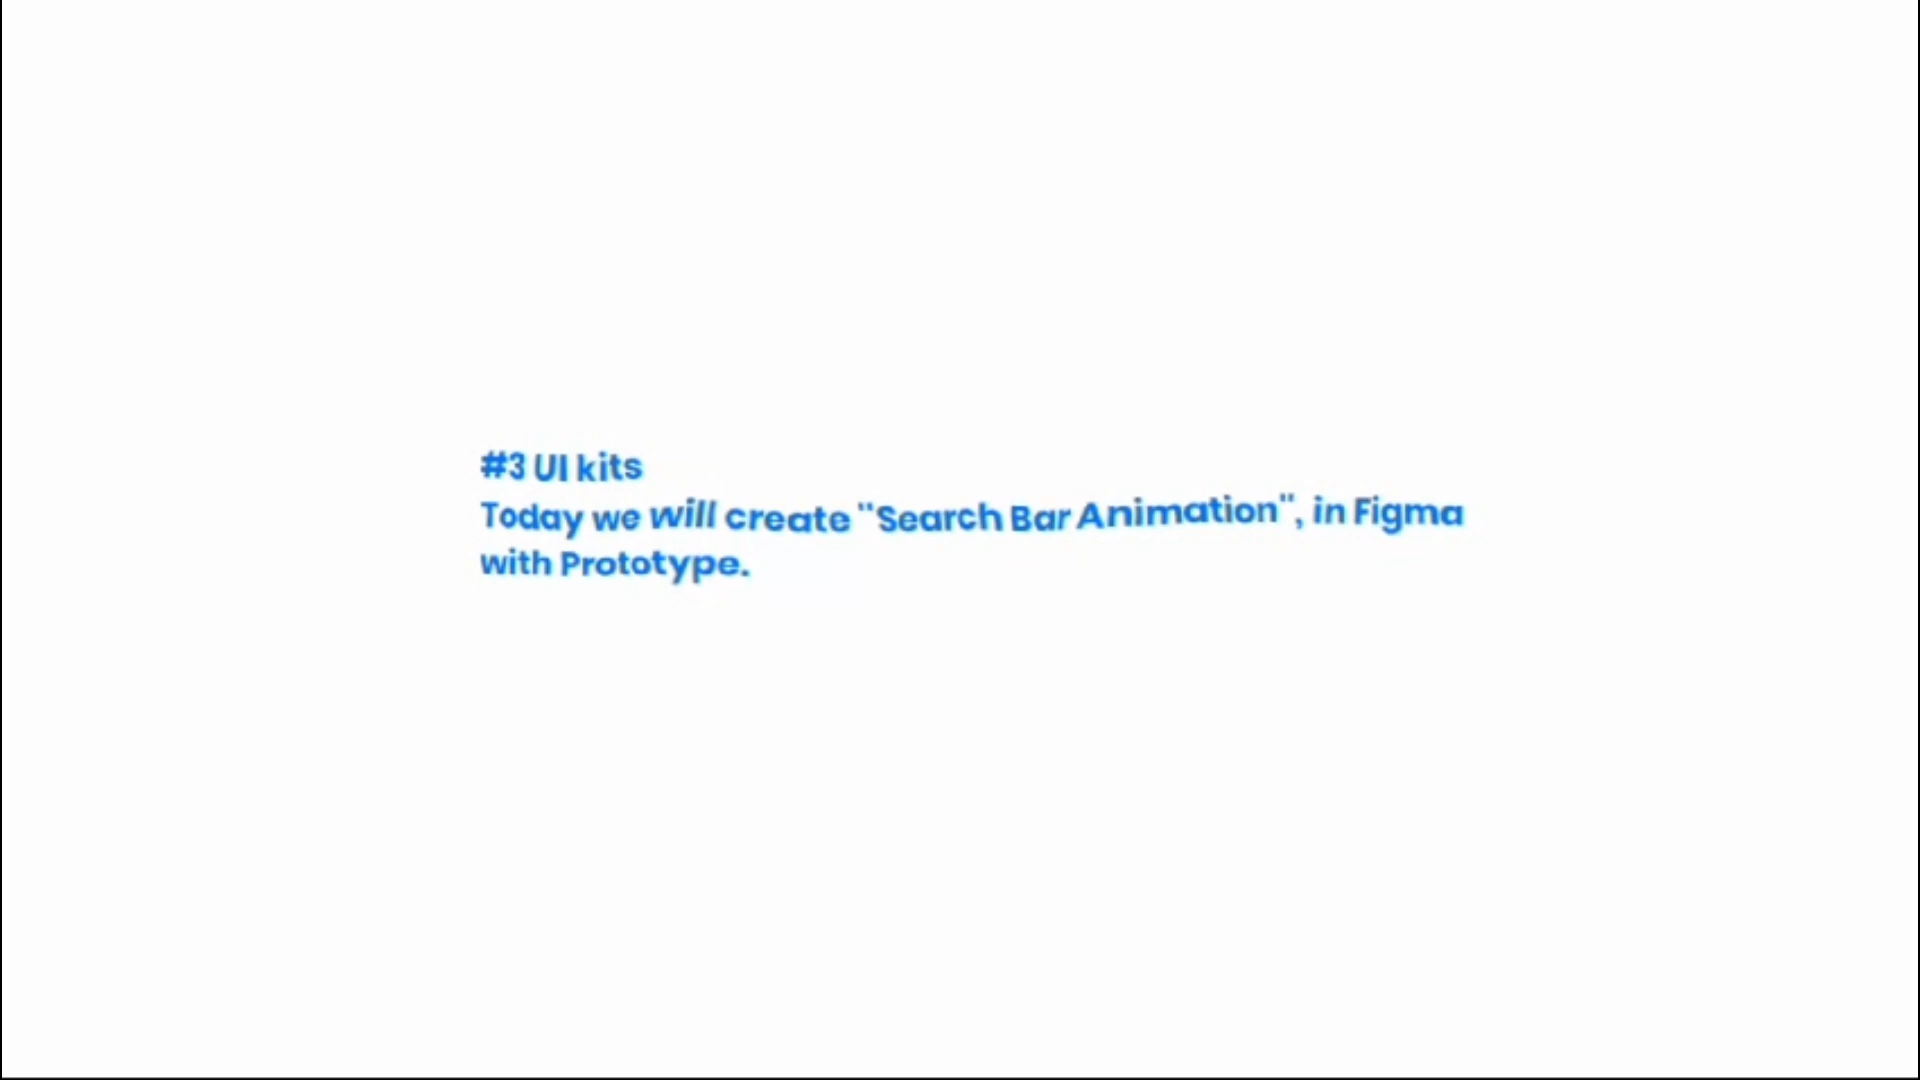 #3 UI kits
Today we will create "Search Bar Animation", in Figma
with Prototype.